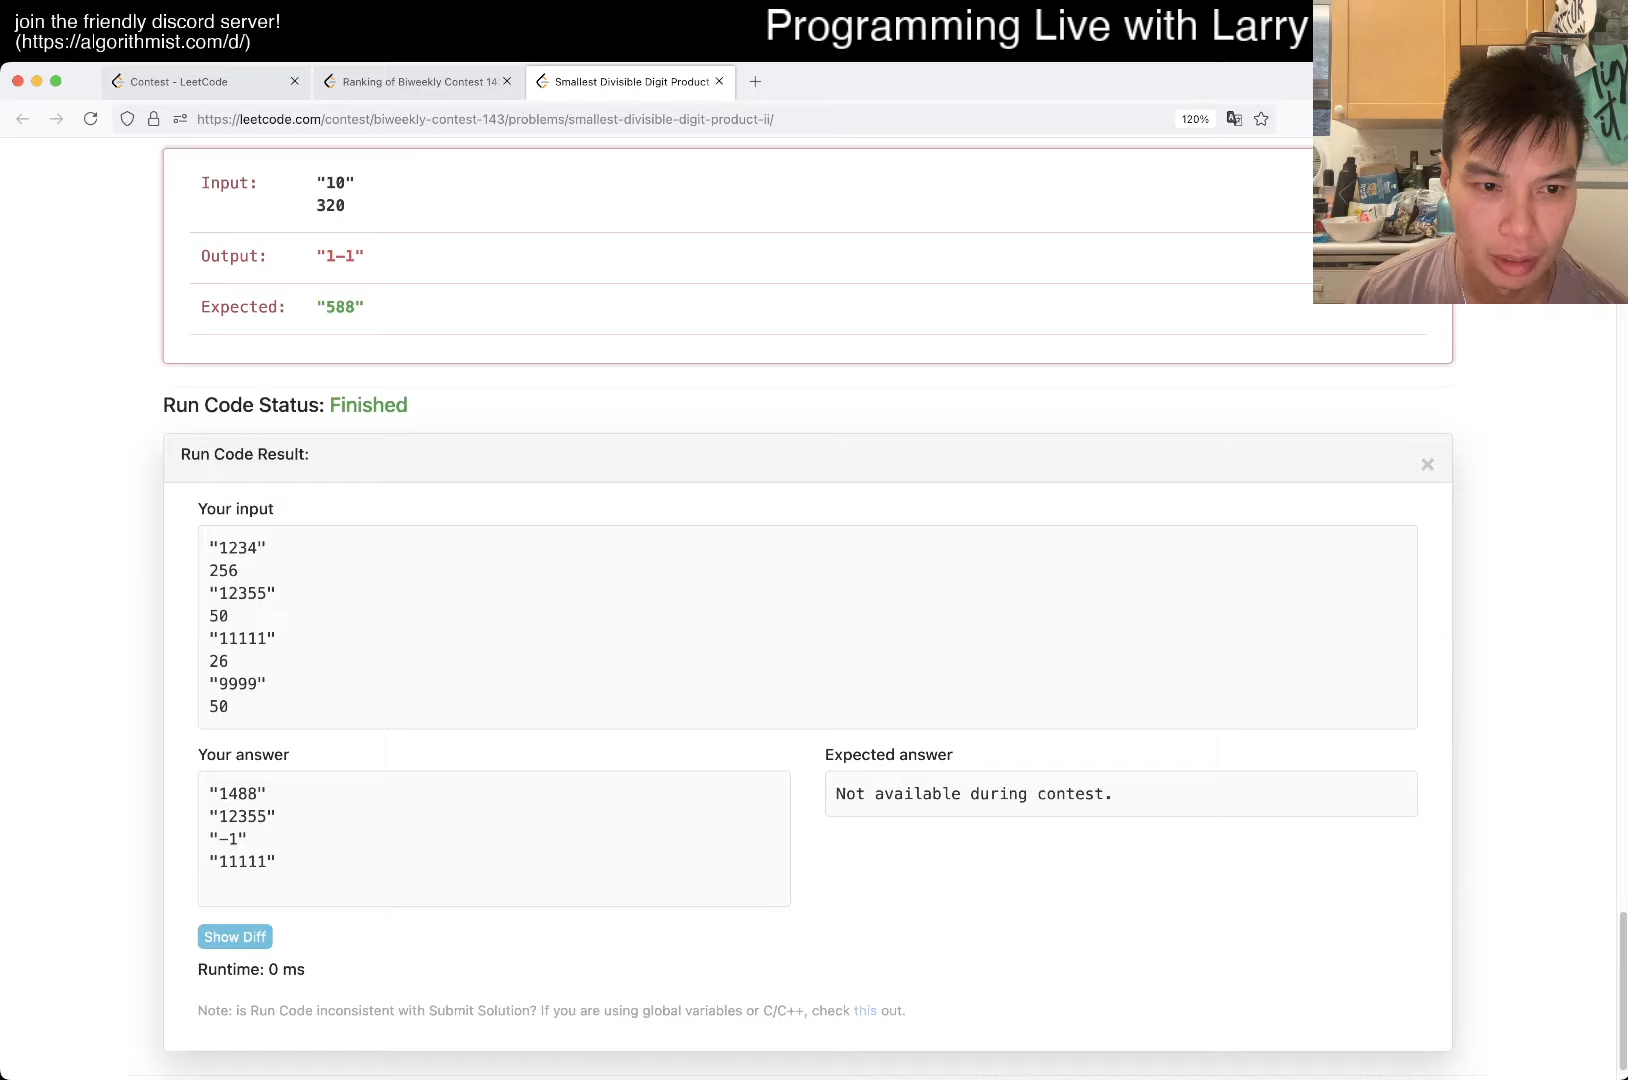 join the friendly discord server!
(https://algorithmist.com/d/)
Programming Live with Larry
Contest - LeetCode
Ranking of Biweekly Contest 14
Smallest Divisible Digit Product
https://leetcode.com/contest/biweekly-contest-143/problems/smallest-divisible-digit-product-ii/
120%
Input: "10"
320
Output: "1-1"
Expected: "588"
Run Code Status: Finished
Run Code Result:
Your input
"1234"
256
"12355"
50
"11111"
26
"9999"
50
Your answer
"1488"
"12355"
"-1"
"11111"
Expected answer
Not available during contest.
Show Diff
Runtime: 0 ms
Note: is Run Code inconsistent with Submit Solution? If you are using global variables or C/C++, check this out.